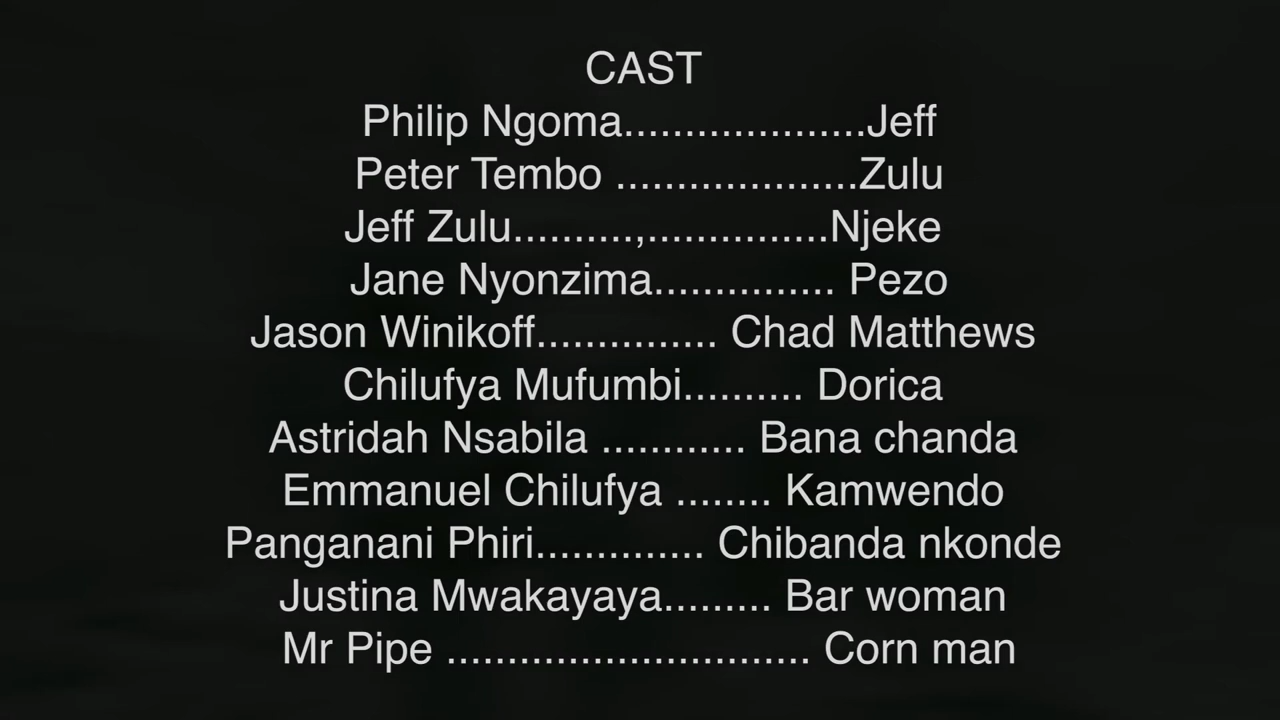 CAST
Philip Ngoma....................Jeff
Peter Tembo ....................Zulu
Jeff Zulu..........,...............Njeke
Jane Nyonzima............... Pezo
Jason Winikoff............... Chad Matthews
Chilufya Mufumbi.......... Dorica
Astridah Nsabila ............ Bana chanda
Emmanuel Chilufya ........ Kamwendo
Panganani Phiri.............. Chibanda nkonde
Justina Mwakayaya......... Bar woman
Mr Pipe .............................. Corn man